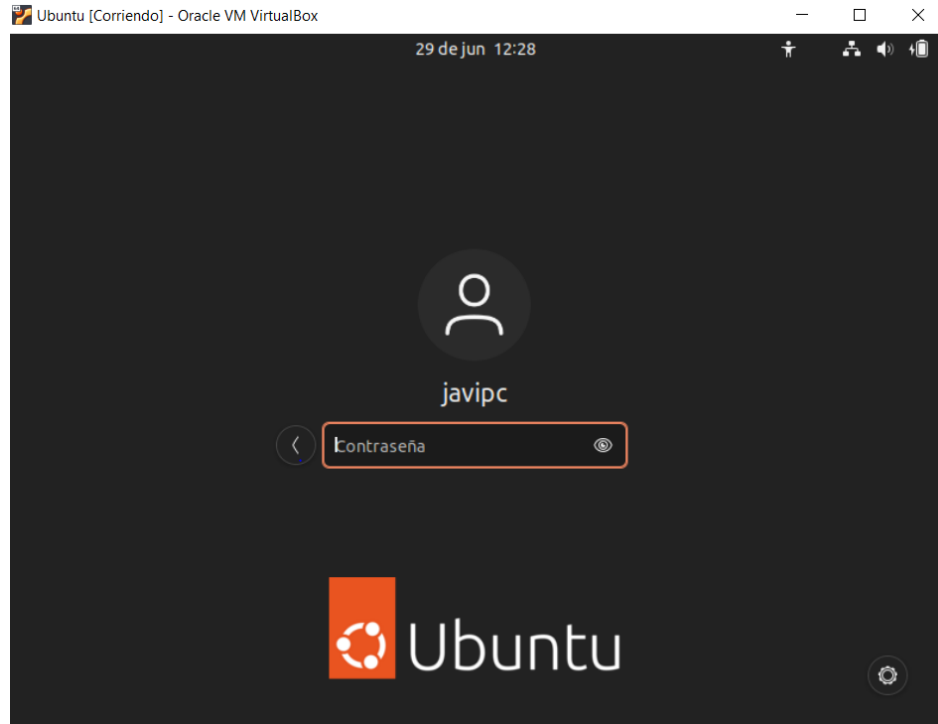 Ubuntu [Corriendo] - Oracle VM VirtualBox
29 de jun 12:28
javipc
Contraseña
Ubuntu